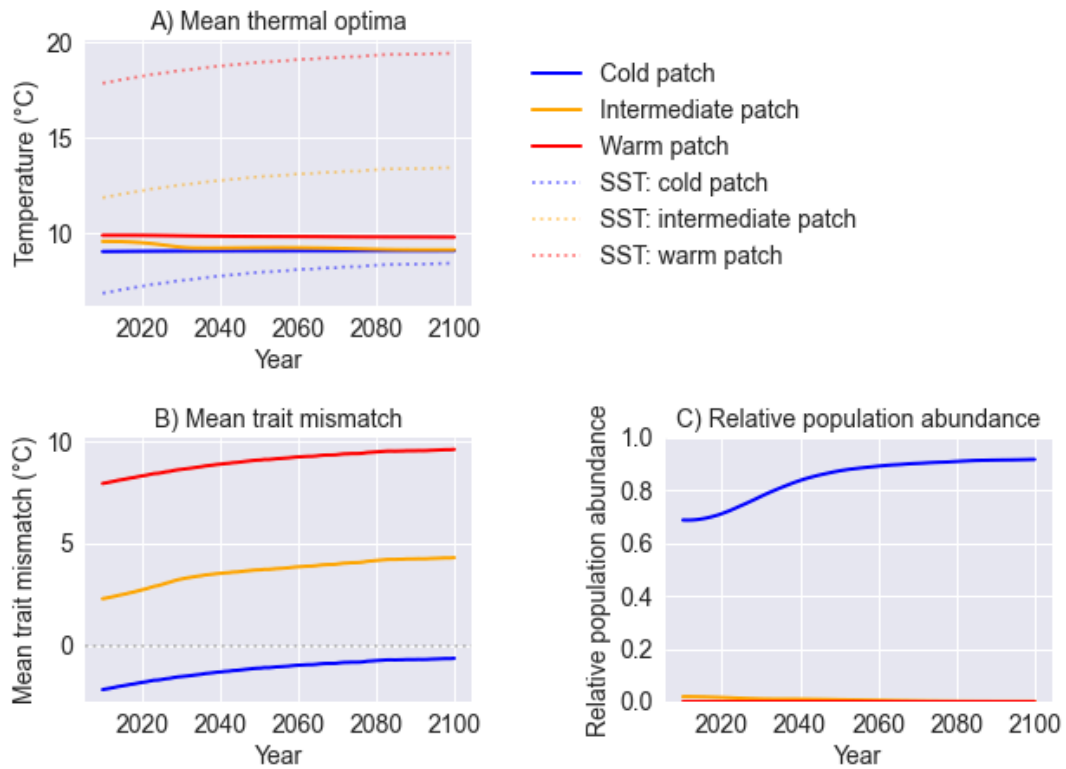 A) Mean thermal optima
Temperature (°C)
20
15
10
2020 2040 2060 2080 2100
Year
Cold patch
Intermediate patch
Warm patch
SST: cold patch
SST: intermediate patch
SST: warm patch
B) Mean trait mismatch
Mean trait mismatch (°C)
10
5
0
2020 2040 2060 2080 2100
Year
C) Relative population abundance
Relative population abundance
1.0
0.8
0.6
0.4
0.2
0.0
2020 2040 2060 2080 2100
Year